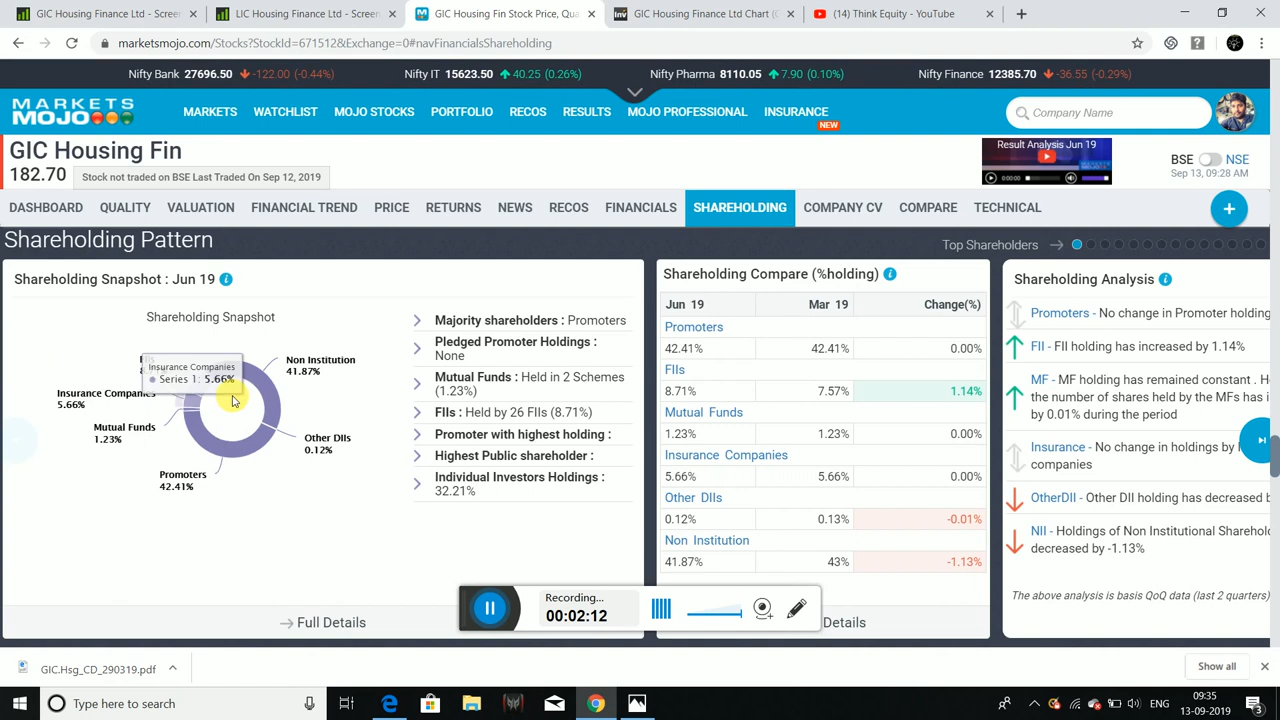 GIC Housing Finance Ltd - Screen
LIC Housing Finance Ltd - Screen
GIC Housing Fin Stock Price, Qua
GIC Housing Finance Ltd Chart (
(14) Think Equity - YouTube
marketsmojo.com/Stocks?StockId=671512&Exchange=0#navFinancialsShareholding
Nifty Bank 27696.50 -122.00 (-0.44%)
Nifty IT 15623.50 40.25 (0.26%)
Nifty Pharma 8110.05 7.90 (0.10%)
Nifty Finance 12385.70 -36.55 (-0.29%)
MARKETS
MOJO
MARKETS WATCHLIST MOJO STOCKS PORTFOLIO RECOS RESULTS MOJO PROFESSIONAL INSURANCE
NEW
Company Name
GIC Housing Fin
182.70 Stock not traded on BSE Last Traded On Sep 12, 2019
Result Analysis Jun 19
0:00:00
BSE NSE
Sep 13, 09:28 AM
DASHBOARD QUALITY VALUATION FINANCIAL TREND PRICE RETURNS NEWS RECOS FINANCIALS SHAREHOLDING COMPANY CV COMPARE TECHNICAL
+
Shareholding Pattern
Top Shareholders
Shareholding Snapshot : Jun 19
Shareholding Snapshot
Insurance Companies
Series 1: 5.66%
Non Institution
41.87%
Insurance Companies
5.66%
Mutual Funds
1.23%
Other DIIs
0.12%
Promoters
42.41%
Majority shareholders : Promoters
Pledged Promoter Holdings :
None
Mutual Funds : Held in 2 Schemes
(1.23%)
FIIs : Held by 26 FIIs (8.71%)
Promoter with highest holding :
Highest Public shareholder :
Individual Investors Holdings :
32.21%
Full Details
Shareholding Compare (%holding)
Jun 19 Mar 19 Change(%)
Promoters
42.41% 42.41% 0.00%
FIIs
8.71% 7.57% 1.14%
Mutual Funds
1.23% 1.23% 0.00%
Insurance Companies
5.66% 5.66% 0.00%
Other DIIs
0.12% 0.13% -0.01%
Non Institution
41.87% 43% -1.13%
Details
Shareholding Analysis
Promoters - No change in Promoter holding
FII - FII holding has increased by 1.14%
MF - MF holding has remained constant . H
the number of shares held by the MFs has i
by 0.01% during the period
Insurance - No change in holdings by
companies
OtherDII - Other DII holding has decreased b
NII - Holdings of Non Institutional Sharehol
decreased by -1.13%
The above analysis is basis QoQ data (last 2 quarters)
Recording...
00:02:12
GIC.Hsg_CD_290319.pdf
Show all
Type here to search
ENG
09:35
13-09-2019
3